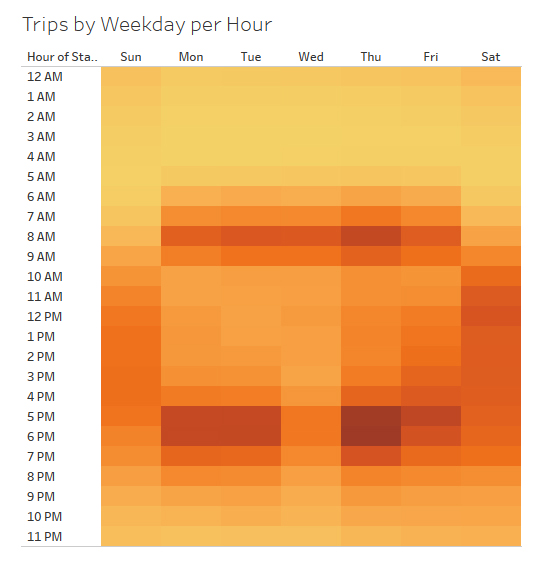 Trips by Weekday per Hour
Hour of Sta.. Sun Mon Tue Wed Thu Fri Sat
12 AM
1 AM
2 AM
3 AM
4 AM
5 AM
6 AM
7 AM
8 AM
9 AM
10 AM
11 AM
12 PM
1 PM
2 PM
3 PM
4 PM
5 PM
6 PM
7 PM
8 PM
9 PM
10 PM
11 PM